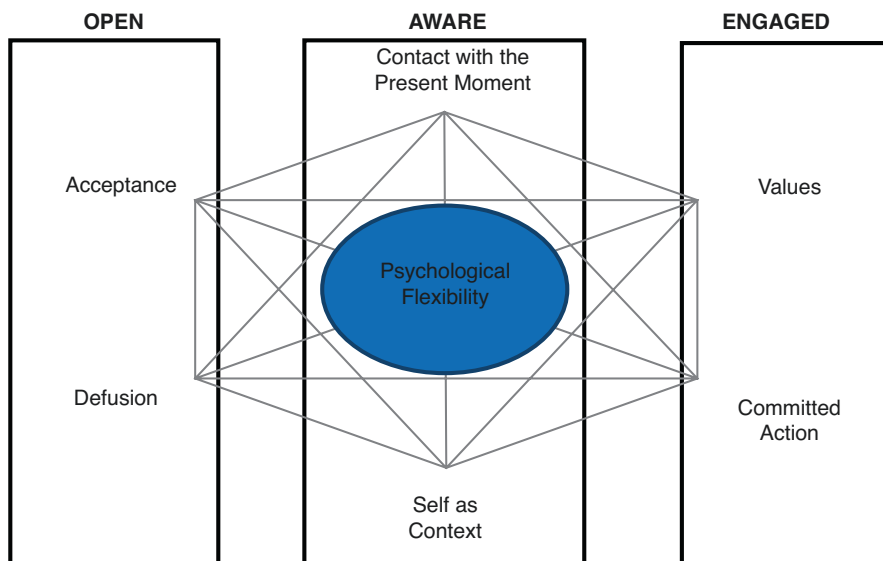 OPEN
AWARE
ENGAGED
Contact with the
Present Moment
Acceptance
Values
Psychological
Flexibility
Defusion
Committed
Action
Self as
Context